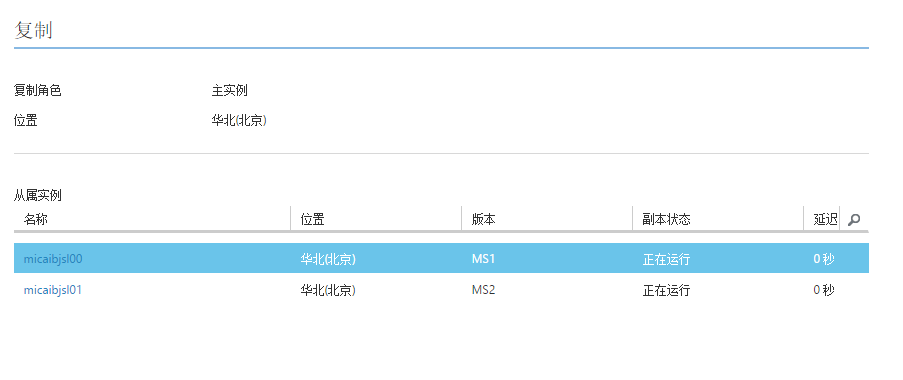 复制
复制角色 主实例
位置 华北(北京)
从属实例
名称 位置 版本 副本状态 延迟
micaibjsl00 华北(北京) MS1 正在运行 0 秒
micaibjsl01 华北(北京) MS2 正在运行 0 秒